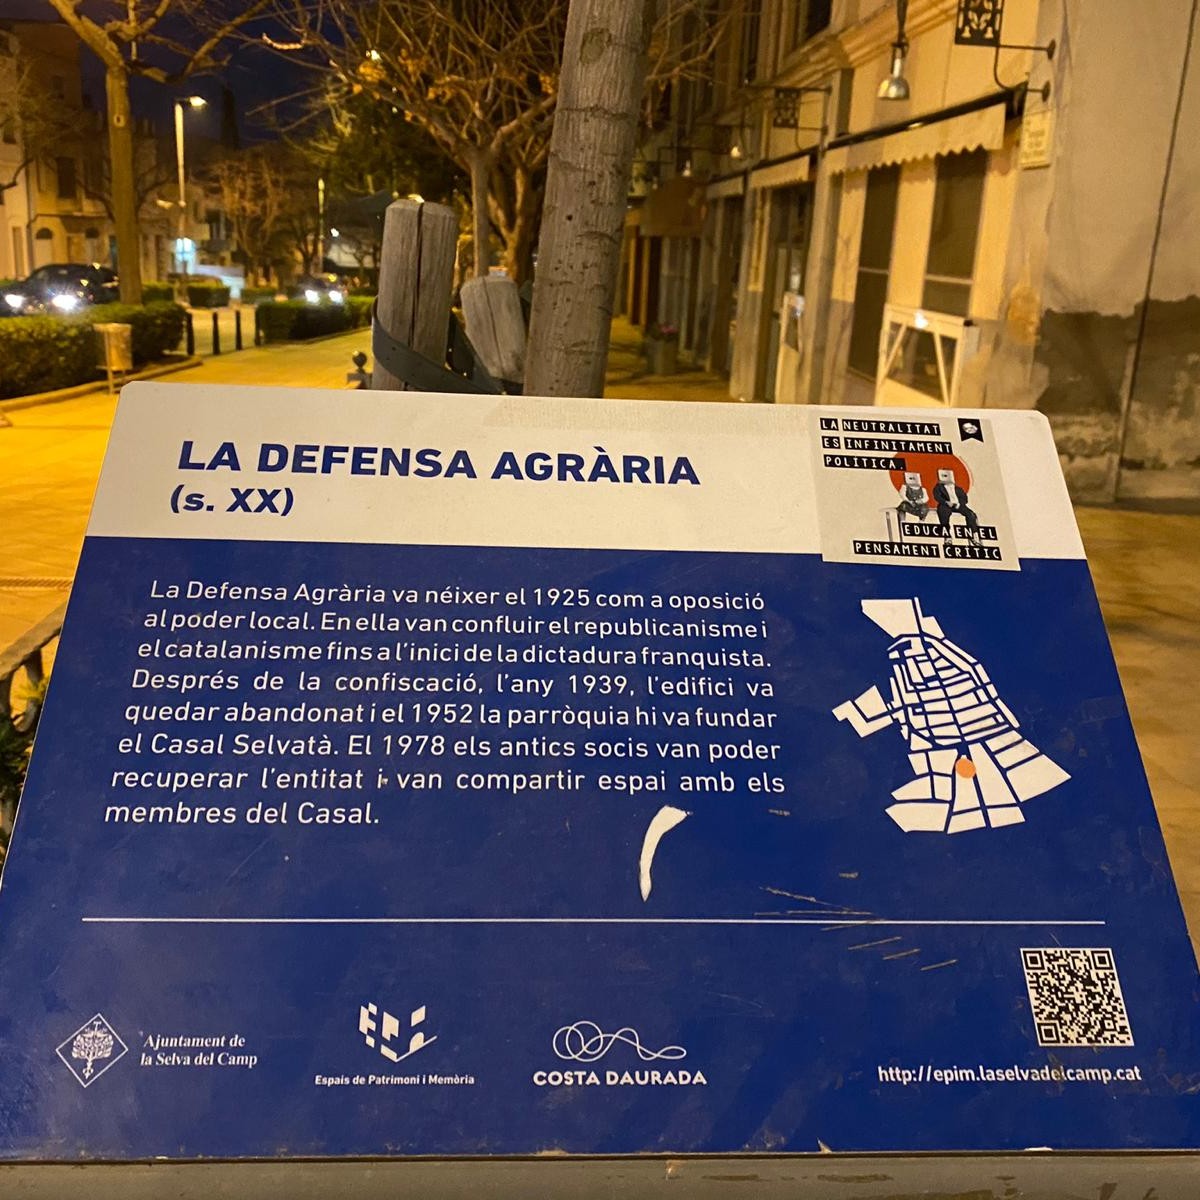 LA DEFENSA AGRÀRIA
(s. XX)
LA NEUTRALITAT
ES INFINITAMENT
POLÍTICA.
EDUCA EN EL
PENSAMENT CRÍTIC
La Defensa Agrària va néixer el 1925 com a oposició
al poder local. En ella van confluir el republicanisme i
el catalanisme fins a l'inici de la dictadura franquista.
Després de la confiscació, l'any 1939, l'edifici va
quedar abandonat i el 1952 la parròquia hi va fundar
el Casal Selvatà. El 1978 els antics socis van poder
recuperar l'entitat i van compartir espai amb els
membres del Casal.
Ajuntament de
la Selva del Camp
Espais de Patrimoni i Memòria
COSTA DAURADA
http://epim.laselvadelcamp.cat